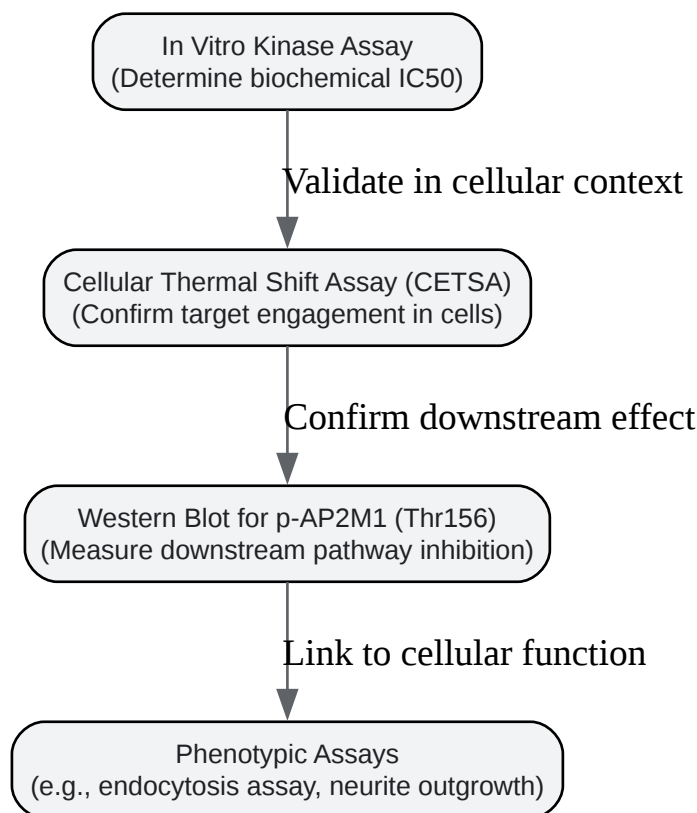 In Vitro Kinase Assay
(Determine biochemical IC50)
Validate in cellular context
Cellular Thermal Shift Assay (CETSA)
(Confirm target engagement in cells)
Confirm downstream effect
Western Blot for p-AP2M1 (Thr156)
(Measure downstream pathway inhibition)
Link to cellular function
Phenotypic Assays
(e.g., endocytosis assay, neurite outgrowth)